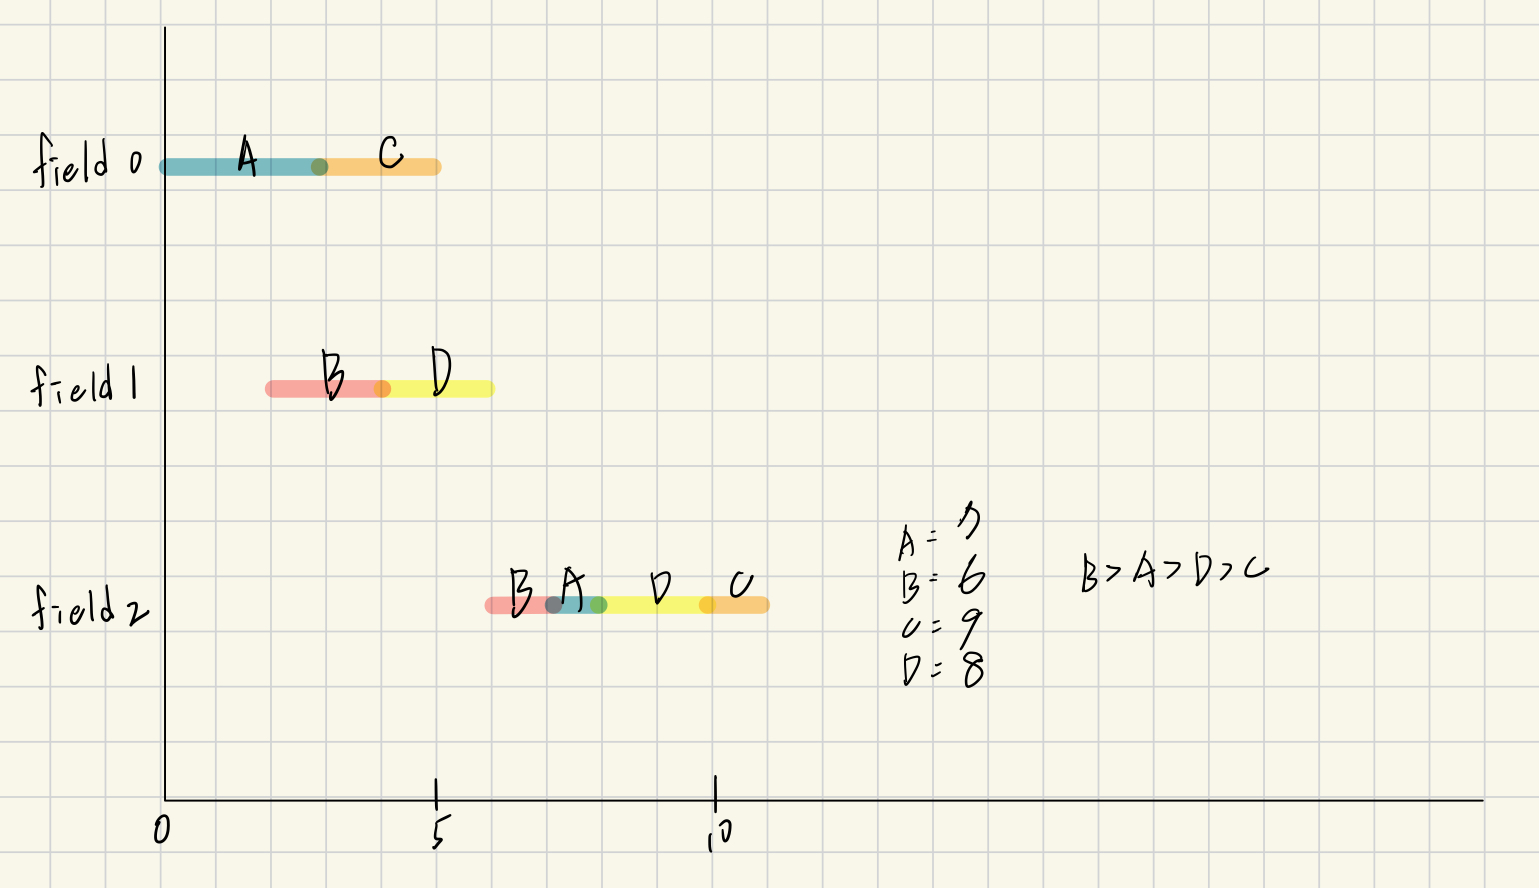 A C
field 0
B D
field 1
A = 7
B = 6
B > A > D > C
B A D C
field 2
C = 9
D = 8
0 5 10